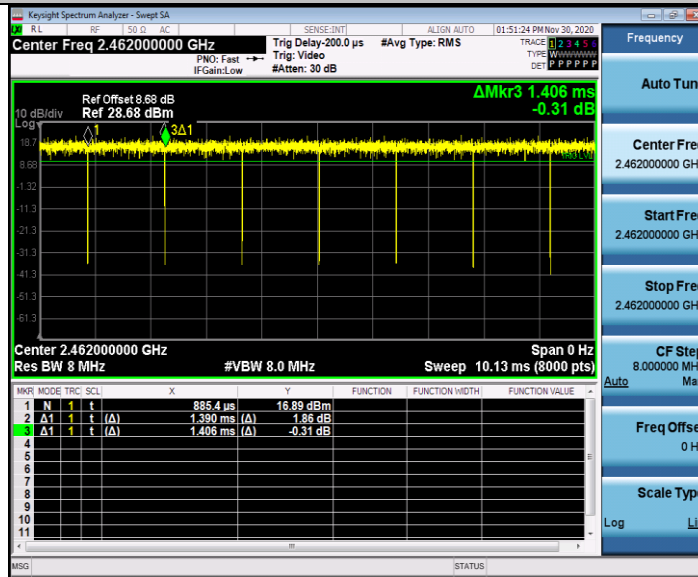 Keysight Spectrum Analyzer - Swept SA
LXI RL RF 50 Ω AC SENSE:INT ALIGN AUTO 01:51:24 PM Nov 30, 2020
Center Freq 2.462000000 GHz
PNO: Fast
IFGain:Low
Trig Delay-200.0 µs
Trig: Video
#Atten: 30 dB
#Avg Type: RMS
TRACE 1 2 3 4 5 6
TYPE W
DET P P P P P P
ΔMkr3 1.406 ms
-0.31 dB
Ref Offset 8.68 dB
10 dB/div Ref 28.68 dBm
Log
1
3Δ1
18.7
8.68
-1.32
-11.3
-21.3
-31.3
-41.3
-51.3
-61.3
Center 2.462000000 GHz Span 0 Hz
Res BW 8 MHz #VBW 8.0 MHz Sweep 10.13 ms (8000 pts)
MKR MODE TRC SCL X Y FUNCTION FUNCTION WIDTH FUNCTION VALUE
1 N 1 t 885.4 µs 16.89 dBm
2 Δ1 1 t (Δ) 1.390 ms (Δ) 1.86 dB
3 Δ1 1 t (Δ) 1.406 ms (Δ) -0.31 dB
4
5
6
7
8
9
10
11
MSG STATUS
Frequency
Auto Tun
Center Fre
2.462000000 GH
Start Fre
2.462000000 GH
Stop Fre
2.462000000 GH
CF Step
8.000000 MH
Auto Ma
Freq Offse
0 H
Scale Type
Log Li